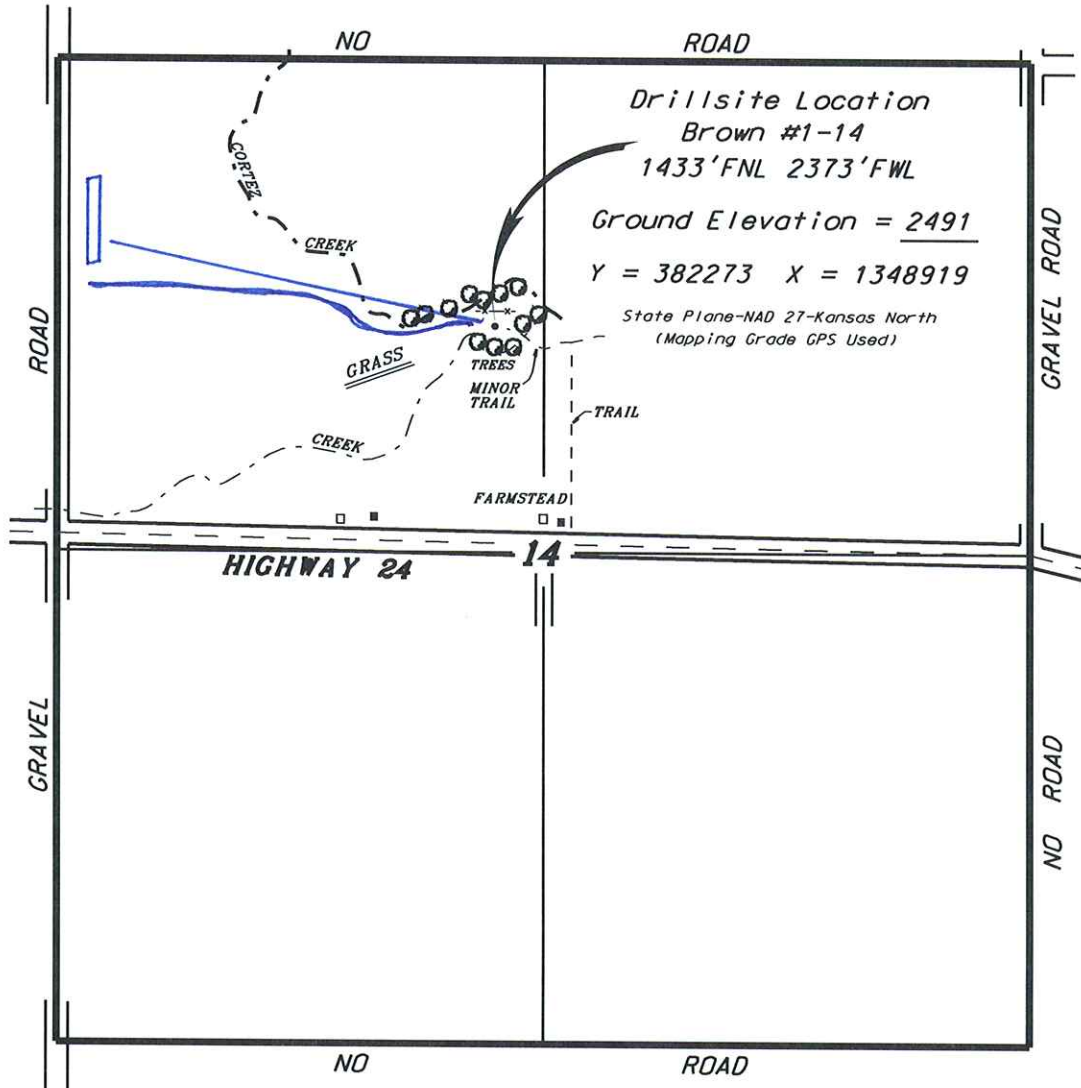 NO ROAD
Drillsite Location
Brown #1-14
1433'FNL 2373'FWL
Ground Elevation = 2491
Y = 382273 X = 1348919
State Plane-NAD 27-Kansas North
(Mapping Grade GPS Used)
CORTEZ
CREEK
ROAD
GRAVEL ROAD
GRASS
TREES
MINOR
TRAIL
TRAIL
CREEK
FARMSTEAD
HIGHWAY 24
14
GRAVEL
NO ROAD
NO ROAD